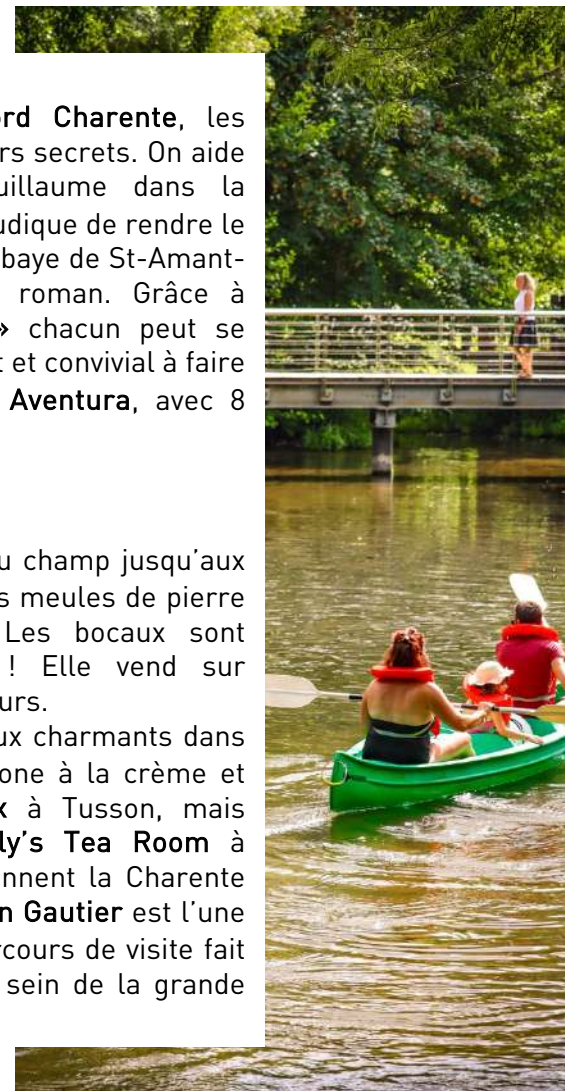 rd Charente, les
rs secrets. On aide
uillaume dans la
udique de rendre le
baye de St-Amant-
roman. Grâce à
» chacun peut se
t et convivial à faire
Aventura, avec 8
u champ jusqu'aux
s meules de pierre
Les bocaux sont
! Elle vend sur
urs.
ux charmants dans
one à la crème et
x à Tusson, mais
ly's Tea Room à
nnent la Charente
n Gautier est l'une
rcours de visite fait
sein de la grande